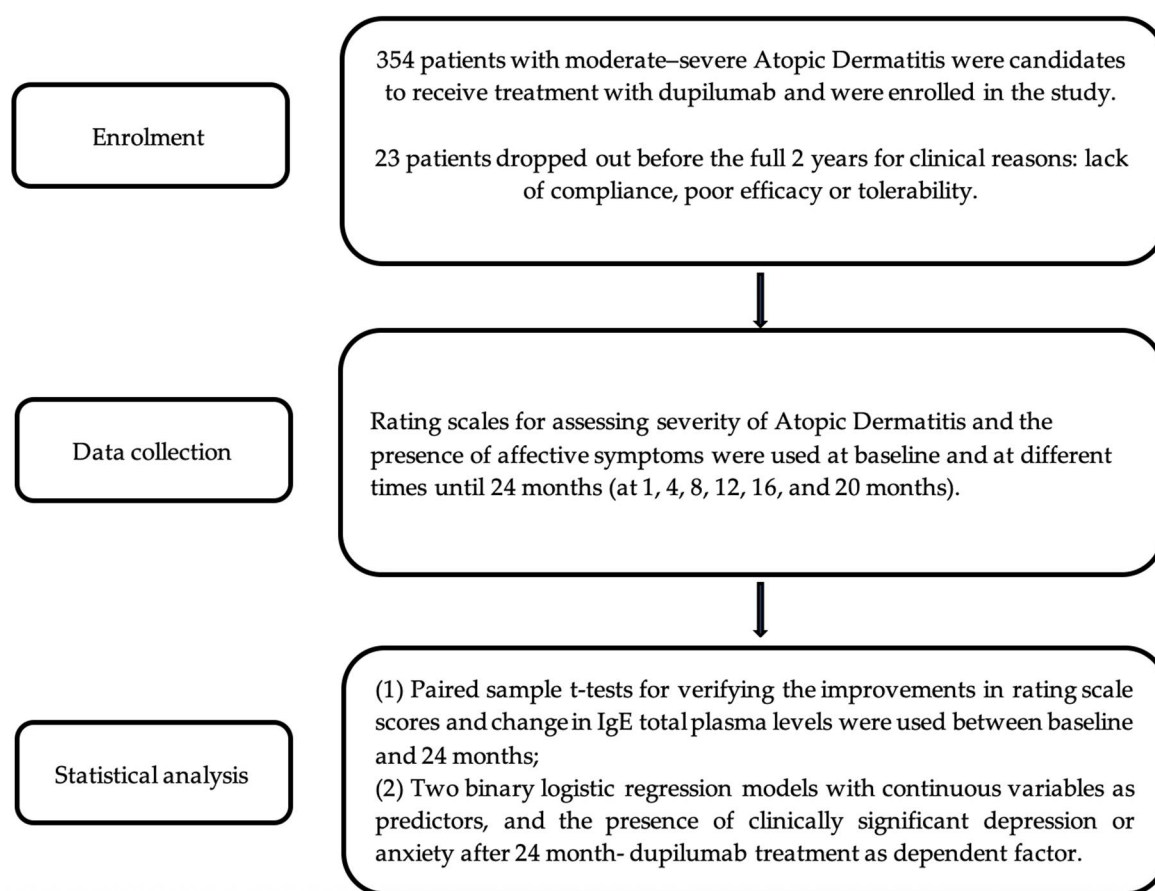 Enrolment
354 patients with moderate–severe Atopic Dermatitis were candidates
to receive treatment with dupilumab and were enrolled in the study.
23 patients dropped out before the full 2 years for clinical reasons: lack
of compliance, poor efficacy or tolerability.
Data collection
Rating scales for assessing severity of Atopic Dermatitis and the
presence of affective symptoms were used at baseline and at different
times until 24 months (at 1, 4, 8, 12, 16, and 20 months).
Statistical analysis
(1) Paired sample t-tests for verifying the improvements in rating scale
scores and change in IgE total plasma levels were used between baseline
and 24 months;
(2) Two binary logistic regression models with continuous variables as
predictors, and the presence of clinically significant depression or
anxiety after 24 month- dupilumab treatment as dependent factor.